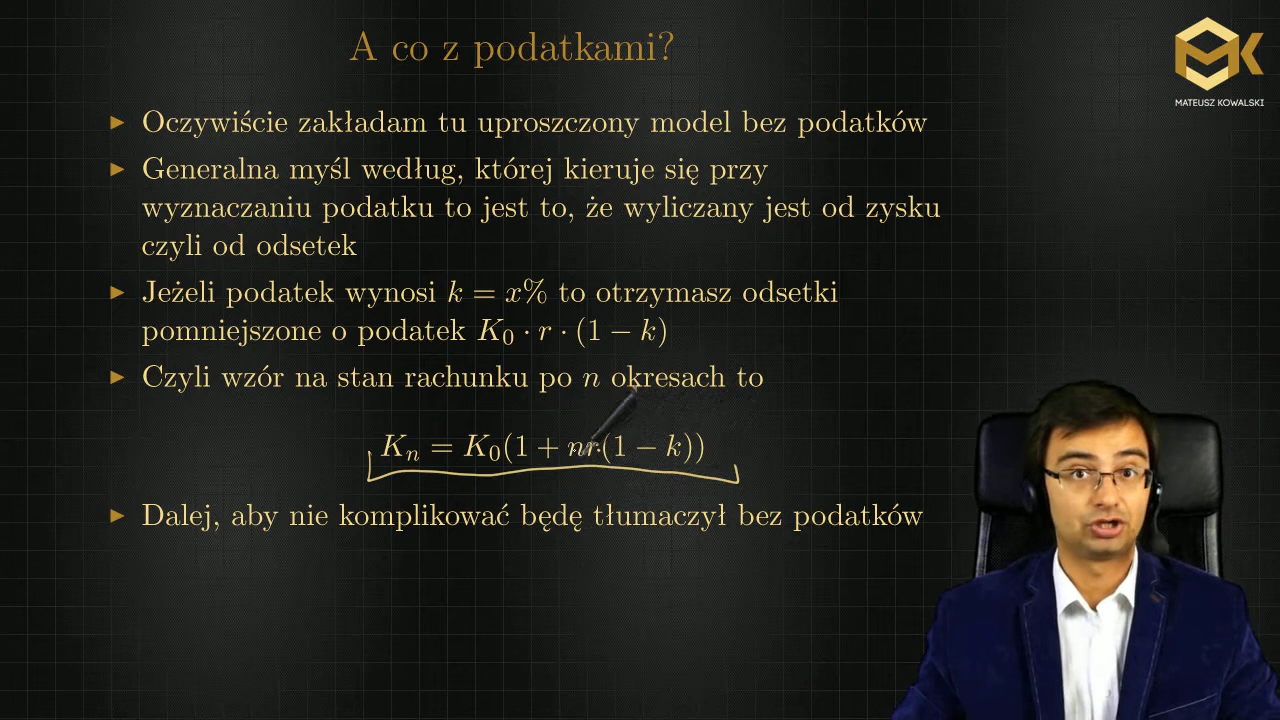 A co z podatkami?
MATEUSZ KOWALSKI
▶ Oczywiście zakładam tu uproszczony model bez podatków
▶ Generalna myśl według, której kieruje się przy
wyznaczaniu podatku to jest to, że wyliczany jest od zysku
czyli od odsetek
▶ Jeżeli podatek wynosi k = x% to otrzymasz odsetki
pomniejszone o podatek K₀ · r · (1 − k)
▶ Czyli wzór na stan rachunku po n okresach to
Kₙ = K₀(1 + nr(1 − k))
▶ Dalej, aby nie komplikować będę tłumaczył bez podatków